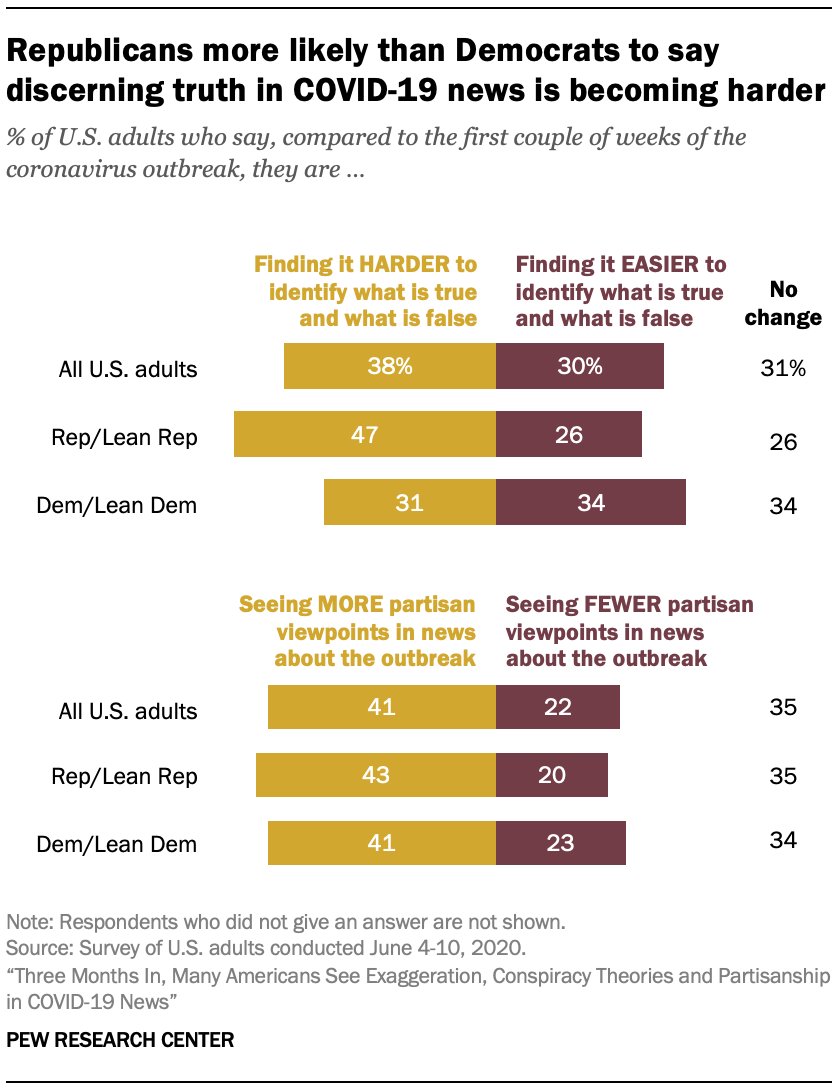 Republicans more likely than Democrats to say
discerning truth in COVID-19 news is becoming harder
% of U.S. adults who say, compared to the first couple of weeks of the
coronavirus outbreak, they are ...
Finding it HARDER to
identify what is true
and what is false
Finding it EASIER to
identify what is true
and what is false
No
change
All U.S. adults 38% 30% 31%
Rep/Lean Rep 47 26 26
Dem/Lean Dem 31 34 34
Seeing MORE partisan
viewpoints in news
about the outbreak
Seeing FEWER partisan
viewpoints in news
about the outbreak
All U.S. adults 41 22 35
Rep/Lean Rep 43 20 35
Dem/Lean Dem 41 23 34
Note: Respondents who did not give an answer are not shown.
Source: Survey of U.S. adults conducted June 4-10, 2020.
“Three Months In, Many Americans See Exaggeration, Conspiracy Theories and Partisanship
in COVID-19 News”
PEW RESEARCH CENTER